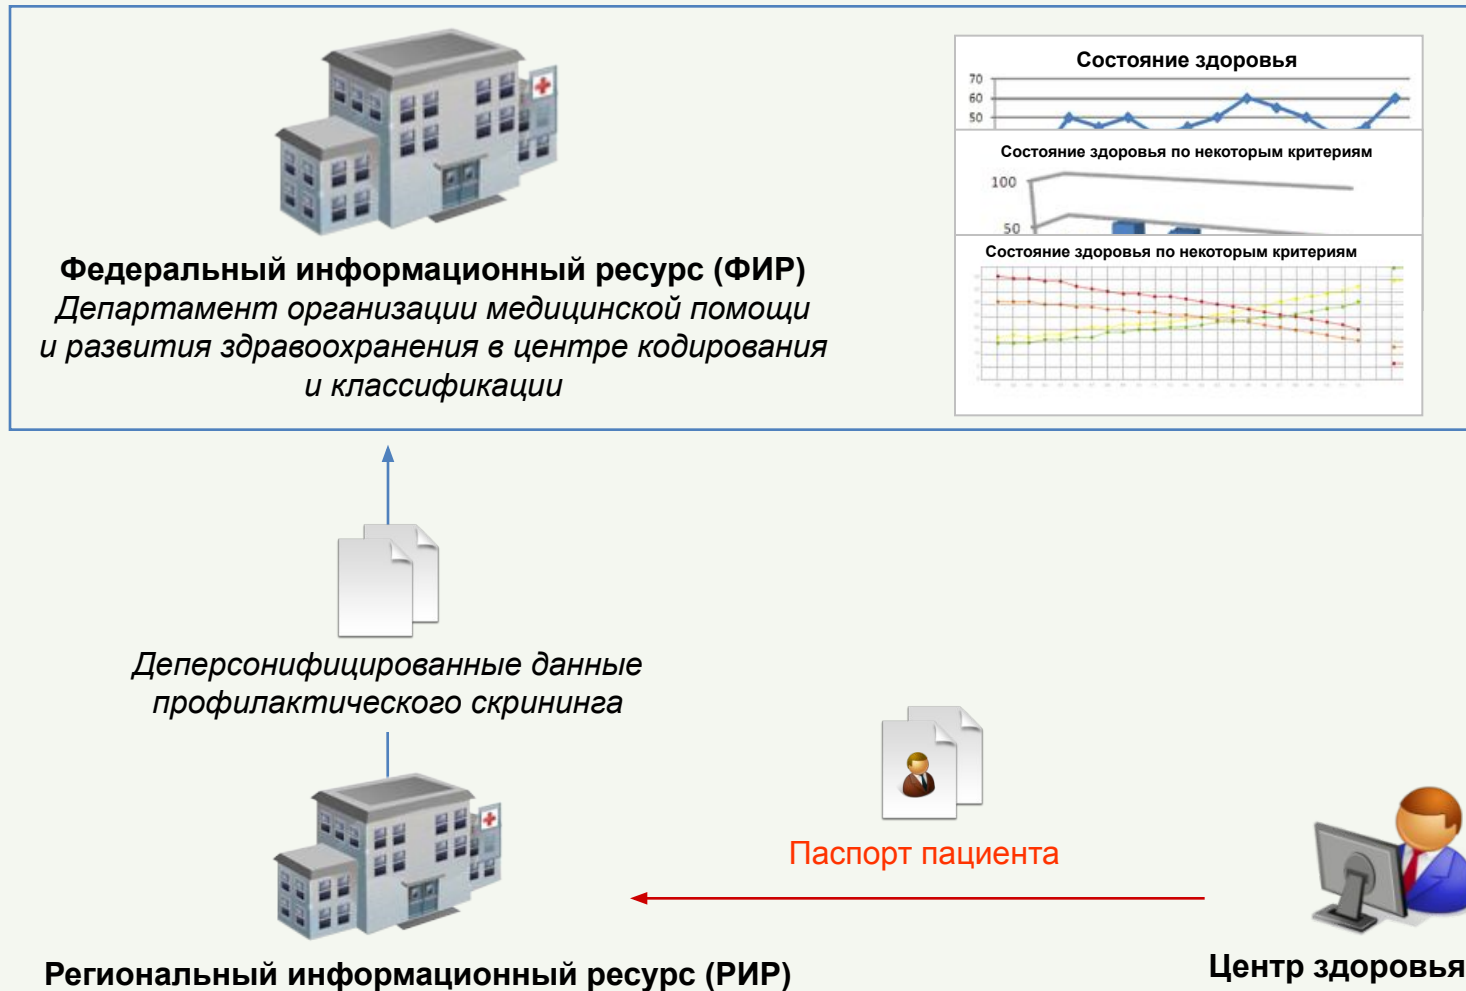 Состояние здоровья
70
60
50
Состояние здоровья по некоторым критериям
100
50
Состояние здоровья по некоторым критериям
Федеральный информационный ресурс (ФИР)
Департамент организации медицинской помощи
и развития здравоохранения в центре кодирования
и классификации
Деперсонифицированные данные
профилактического скрининга
Паспорт пациента
Региональный информационный ресурс (РИР)
Центр здоровья